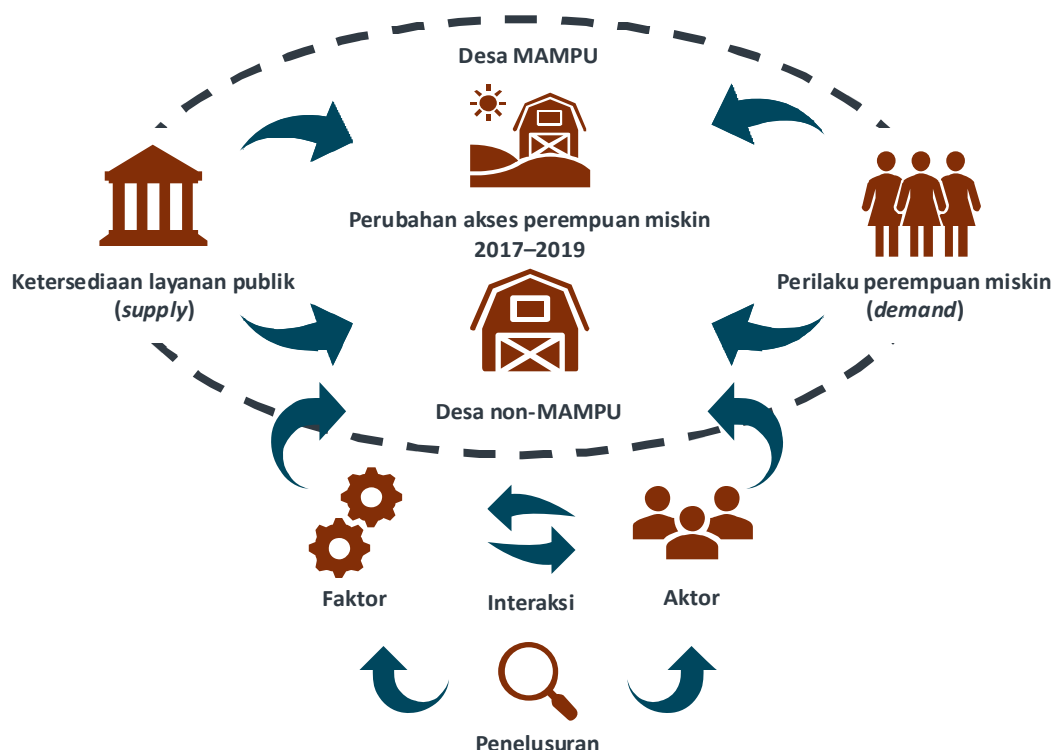 Desa MAMPU
Perubahan akses perempuan miskin
2017–2019
Ketersediaan layanan publik
(supply)
Perilaku perempuan miskin
(demand)
Desa non-MAMPU
Faktor
Interaksi
Aktor
Penelusuran